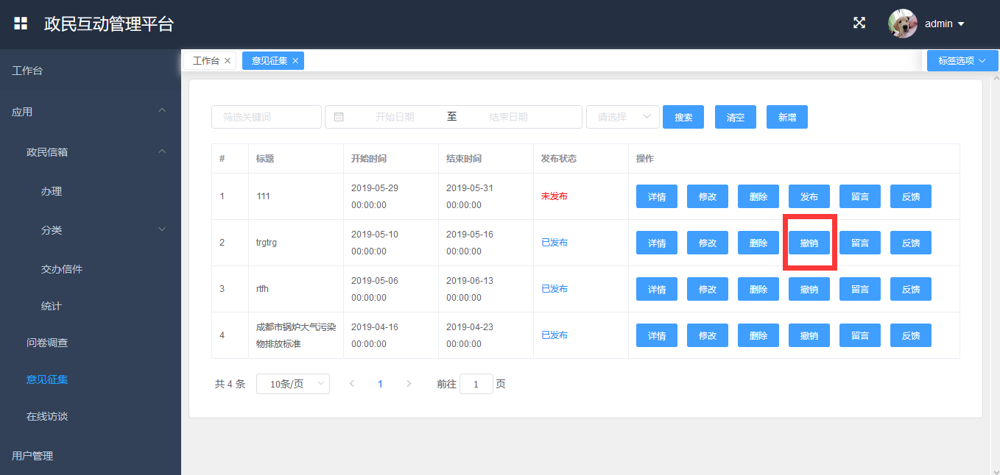 政民互动管理平台
admin
工作台
应用
政民信箱
办理
分类
交办信件
统计
问卷调查
意见征集
在线访谈
用户管理
工作台 意见征集 标签选项
筛选关键词 开始日期 至 结束日期 请选择 搜索 清空 新增
# 标题 开始时间 结束时间 发布状态 操作
1 111 2019-05-29 00:00:00 2019-05-31 00:00:00 未发布 详情 修改 删除 发布 留言 反馈
2 trgtrg 2019-05-10 00:00:00 2019-05-16 00:00:00 已发布 详情 修改 删除 撤销 留言 反馈
3 rtfh 2019-05-06 00:00:00 2019-06-13 00:00:00 已发布 详情 修改 删除 撤销 留言 反馈
4 成都市锅炉大气污染物排放标准 2019-04-16 00:00:00 2019-04-23 00:00:00 已发布 详情 修改 删除 撤销 留言 反馈
共 4 条 10条/页 1 前往 1 页